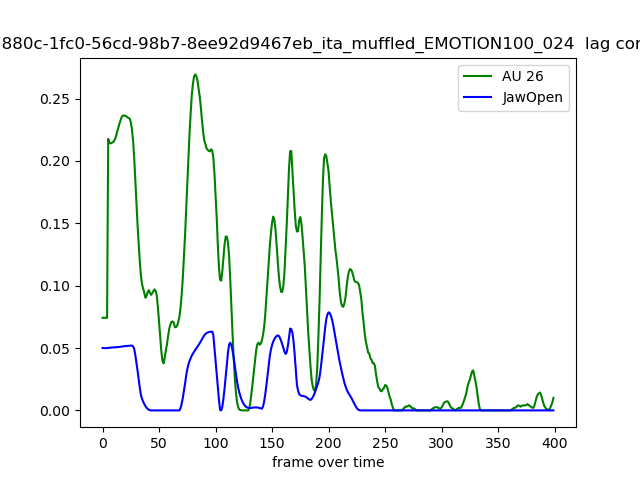 880c-1fc0-56cd-98b7-8ee92d9467eb_ita_muffled_EMOTION100_024 lag
AU 26
JawOpen
0.25
0.20
0.15
0.10
0.05
0.00
0 50 100 150 200 250 300 350 400
frame over time